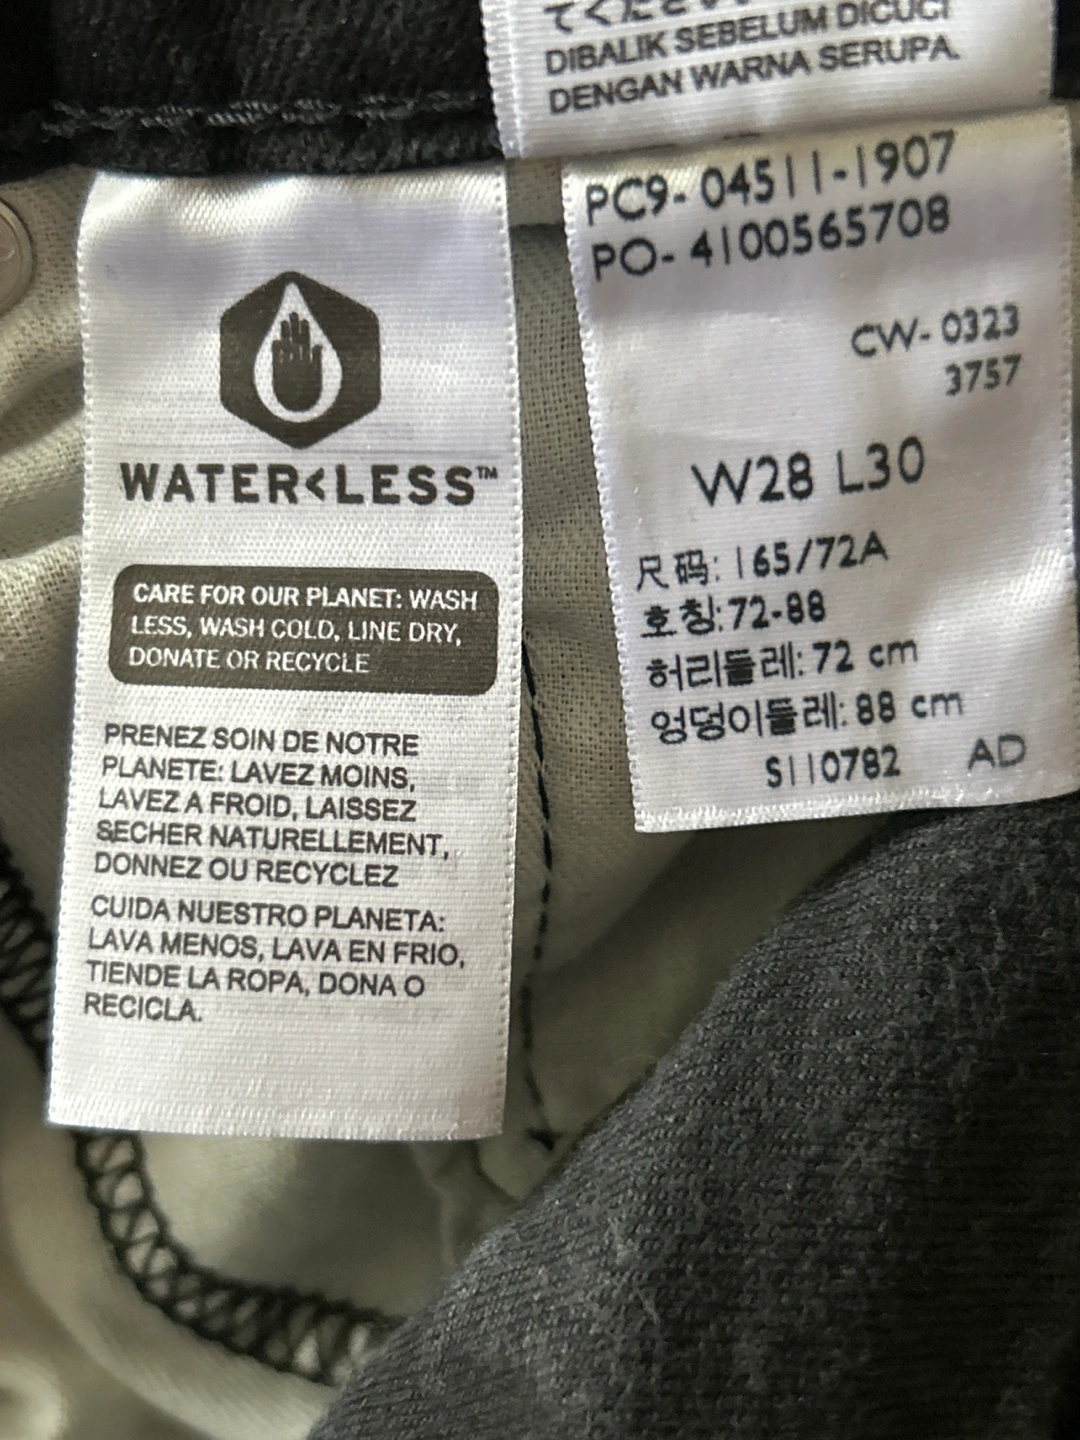 DIBALIK SEBELUM DICUCI
DENGAN WARNA SERUPA.
WATER<LESS™
CARE FOR OUR PLANET: WASH
LESS, WASH COLD, LINE DRY,
DONATE OR RECYCLE
PRENEZ SOIN DE NOTRE
PLANETE: LAVEZ MOINS,
LAVEZ A FROID, LAISSEZ
SECHER NATURELLEMENT,
DONNEZ OU RECYCLEZ
CUIDA NUESTRO PLANETA:
LAVA MENOS, LAVA EN FRIO,
TIENDE LA ROPA, DONA O
RECICLA.
PC9-04511-1907
PO-4100565708
CW-0323
3757
W28 L30
尺码: 165/72A
호칭: 72-88
허리둘레: 72 cm
엉덩이둘레: 88 cm
S110782 AD